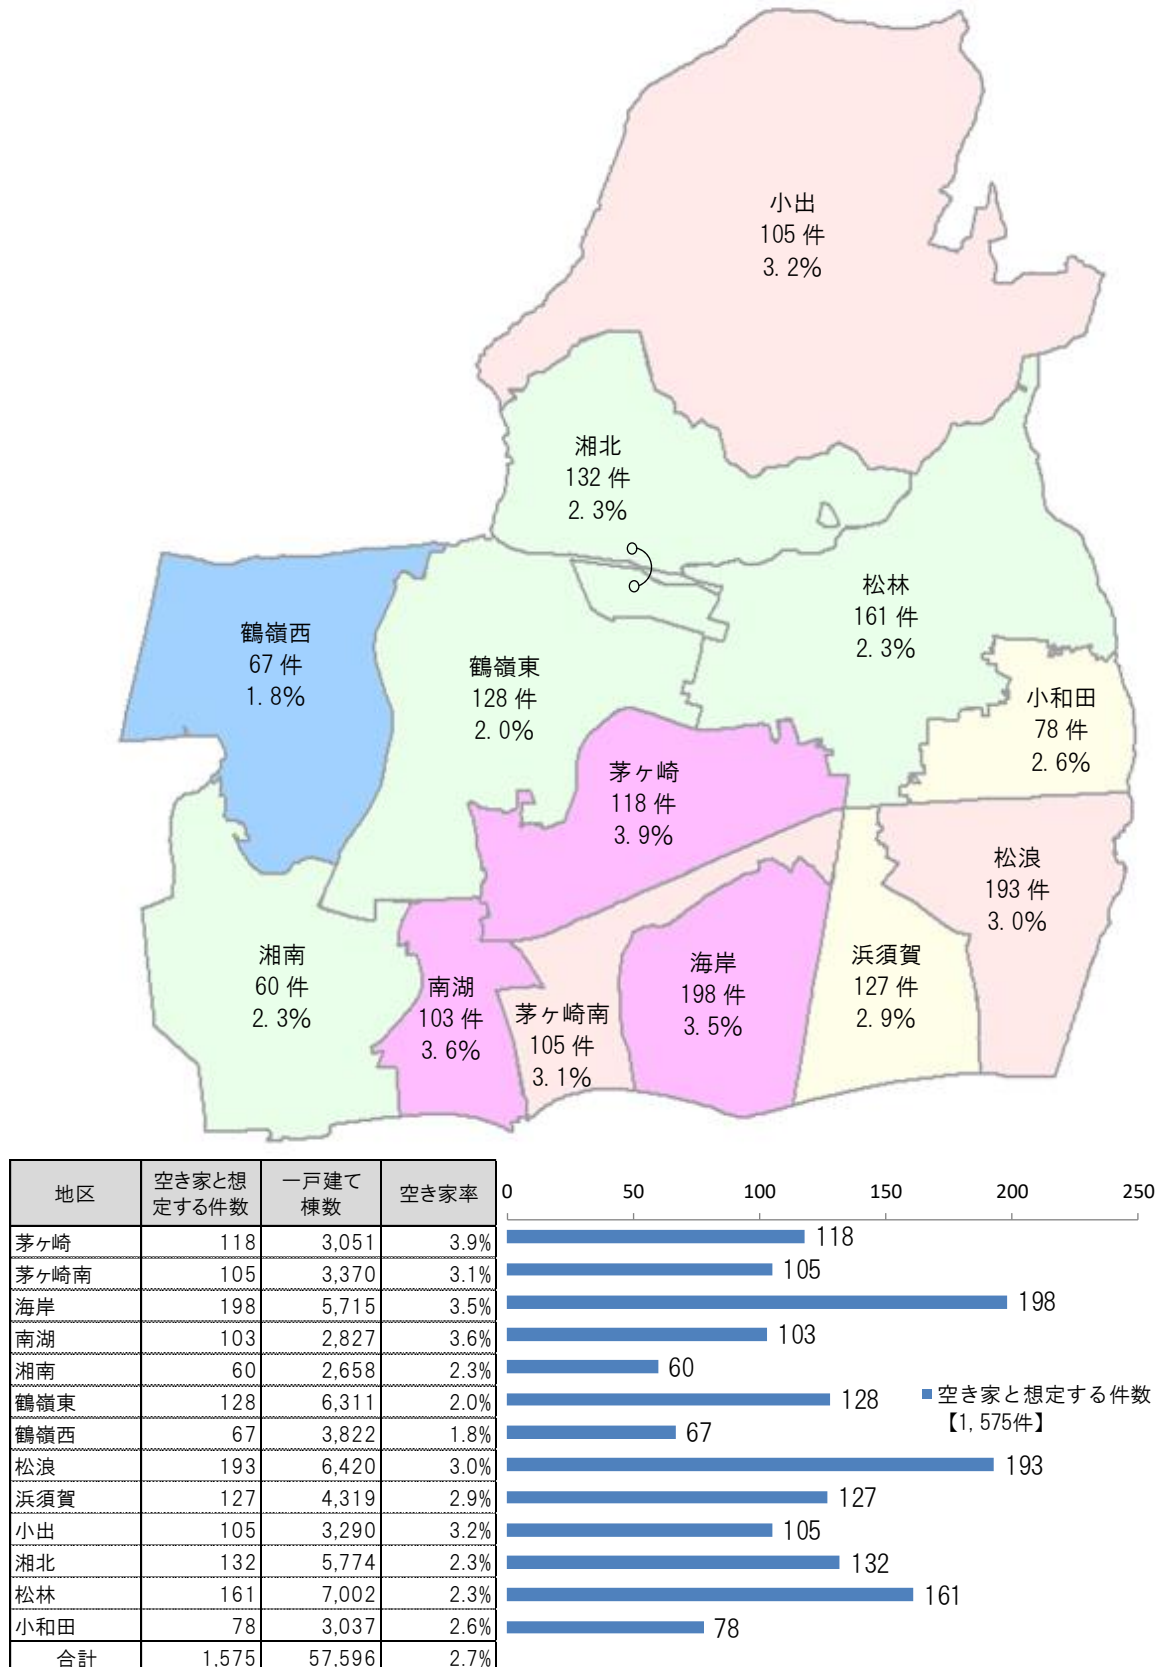 小出
105 件
3.2%
湘北
132 件
2.3%
松林
161 件
2.3%
鶴嶺西
67 件
1.8%
鶴嶺東
128 件
2.0%
小和田
78 件
2.6%
茅ヶ崎
118 件
3.9%
松浪
193 件
3.0%
湘南
60 件
2.3%
南湖
103 件
3.6%
茅ヶ崎南
105 件
3.1%
海岸
198 件
3.5%
浜須賀
127 件
2.9%
地区 空き家と想定する件数 一戸建て棟数 空き家率
茅ヶ崎 118 3,051 3.9%
茅ヶ崎南 105 3,370 3.1%
海岸 198 5,715 3.5%
南湖 103 2,827 3.6%
湘南 60 2,658 2.3%
鶴嶺東 128 6,311 2.0%
鶴嶺西 67 3,822 1.8%
松浪 193 6,420 3.0%
浜須賀 127 4,319 2.9%
小出 105 3,290 3.2%
湘北 132 5,774 2.3%
松林 161 7,002 2.3%
小和田 78 3,037 2.6%
合計 1,575 57,596 2.7%
0 50 100 150 200 250
118
105
198
103
60
128
67
193
127
105
132
161
78
空き家と想定する件数
【1,575件】